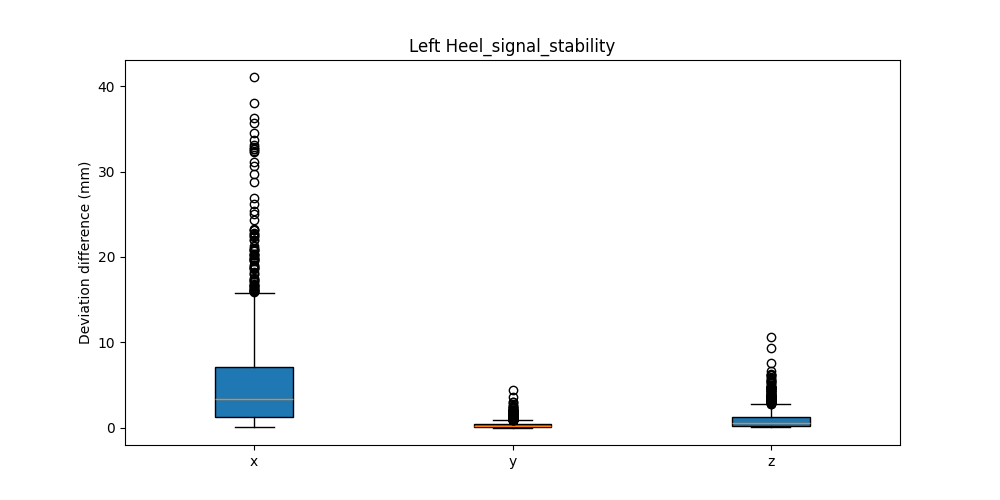 Left Heel_signal_stability
Deviation difference (mm)
40
30
20
10
0
x
y
z